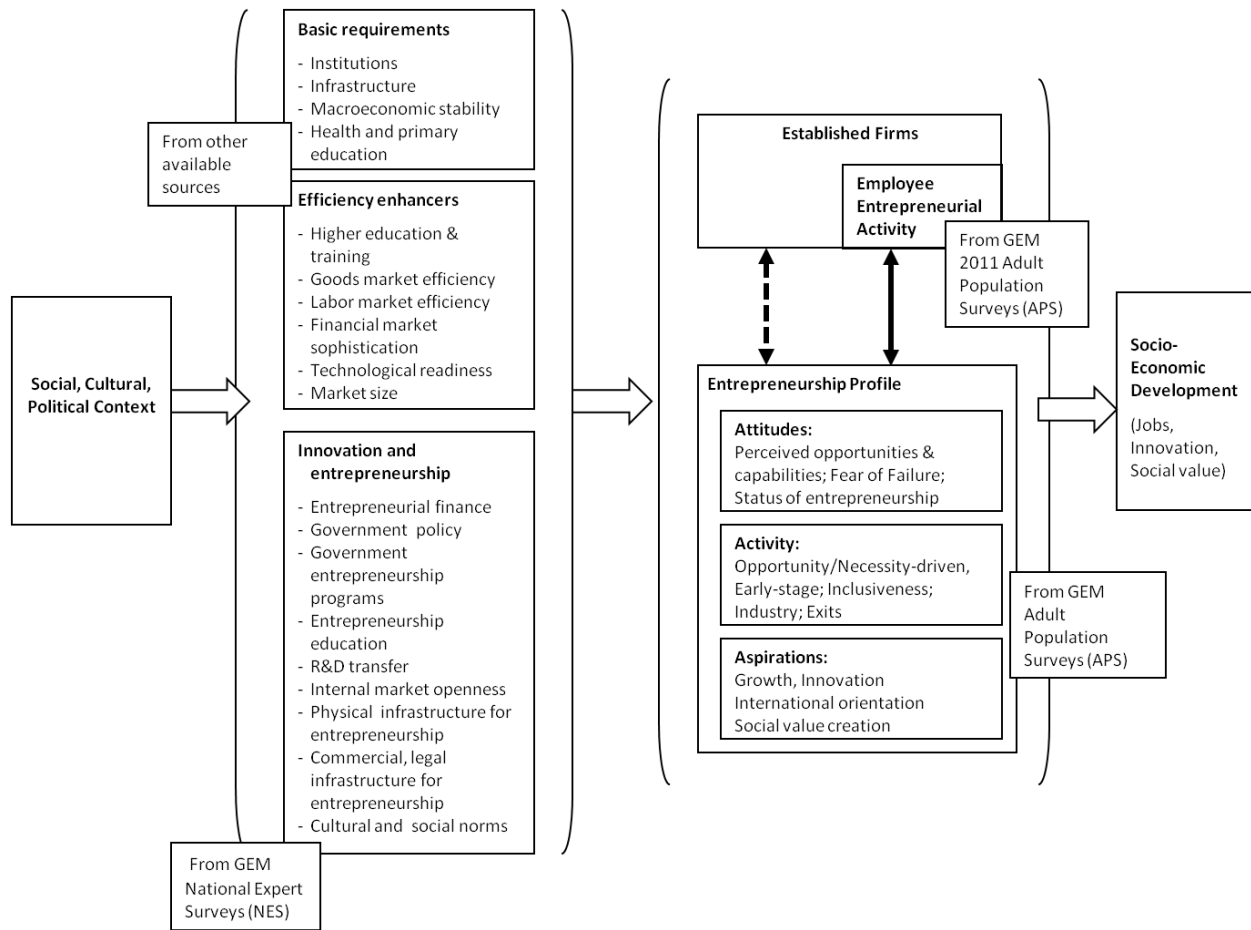 Social, Cultural,
Political Context
From other
available
sources
Basic requirements
- Institutions
- Infrastructure
- Macroeconomic stability
- Health and primary
education
Efficiency enhancers
- Higher education &
training
- Goods market efficiency
- Labor market efficiency
- Financial market
sophistication
- Technological readiness
- Market size
Innovation and
entrepreneurship
- Entrepreneurial finance
- Government policy
- Government
entrepreneurship
programs
- Entrepreneurship
education
- R&D transfer
- Internal market openness
- Physical infrastructure for
entrepreneurship
- Commercial, legal
infrastructure for
entrepreneurship
- Cultural and social norms
From GEM
National Expert
Surveys (NES)
Established Firms
Employee
Entrepreneurial
Activity
From GEM
2011 Adult
Population
Surveys (APS)
Entrepreneurship Profile
Attitudes:
Perceived opportunities &
capabilities; Fear of Failure;
Status of entrepreneurship
Activity:
Opportunity/Necessity-driven,
Early-stage; Inclusiveness;
Industry; Exits
Aspirations:
Growth, Innovation
International orientation
Social value creation
From GEM
Adult
Population
Surveys (APS)
Socio-
Economic
Development
(Jobs,
Innovation,
Social value)